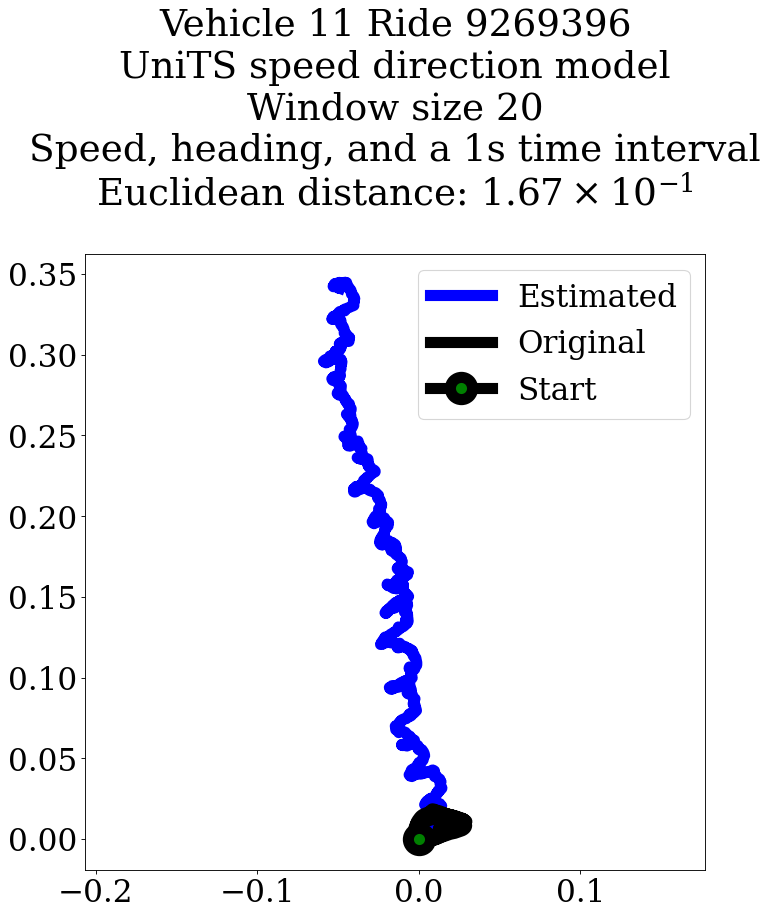 Vehicle 11 Ride 9269396
UniTS speed direction model
Window size 20
Speed, heading, and a 1s time interval
Euclidean distance: 1.67 × 10⁻¹
Estimated
Original
Start
0.35
0.30
0.25
0.20
0.15
0.10
0.05
0.00
−0.2 −0.1 0.0 0.1